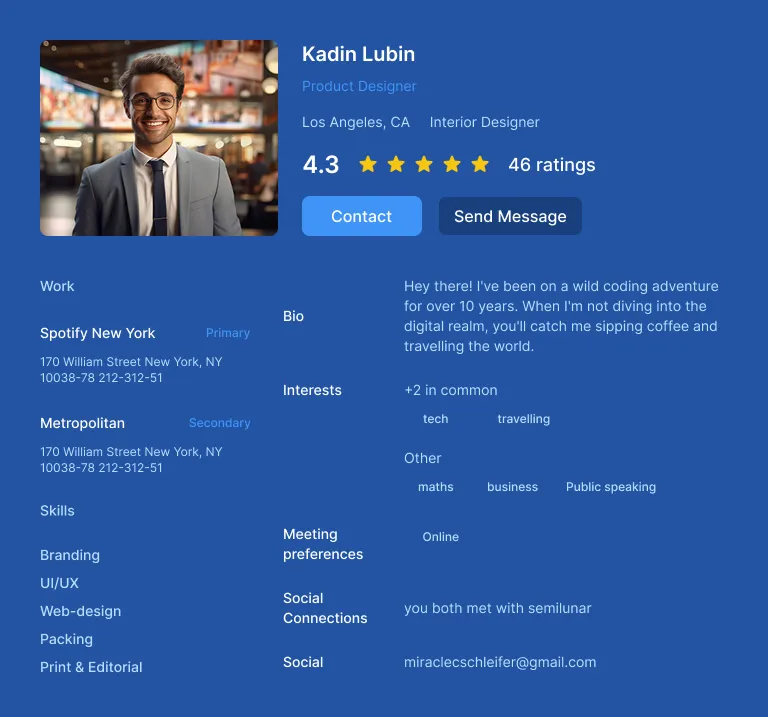 Kadin Lubin
Product Designer
Los Angeles, CA Interior Designer
4.3 46 ratings
Contact Send Message
Work
Spotify New York Primary
170 William Street New York, NY
10038-78 212-312-51
Metropolitan Secondary
170 William Street New York, NY
10038-78 212-312-51
Skills
Branding
UI/UX
Web-design
Packing
Print & Editorial
Bio
Hey there! I've been on a wild coding adventure
for over 10 years. When I'm not diving into the
digital realm, you'll catch me sipping coffee and
travelling the world.
Interests
+2 in common
tech travelling
Other
maths business Public speaking
Meeting
preferences
Online
Social
Connections
you both met with semilunar
Social
miraclecschleifer@gmail.com